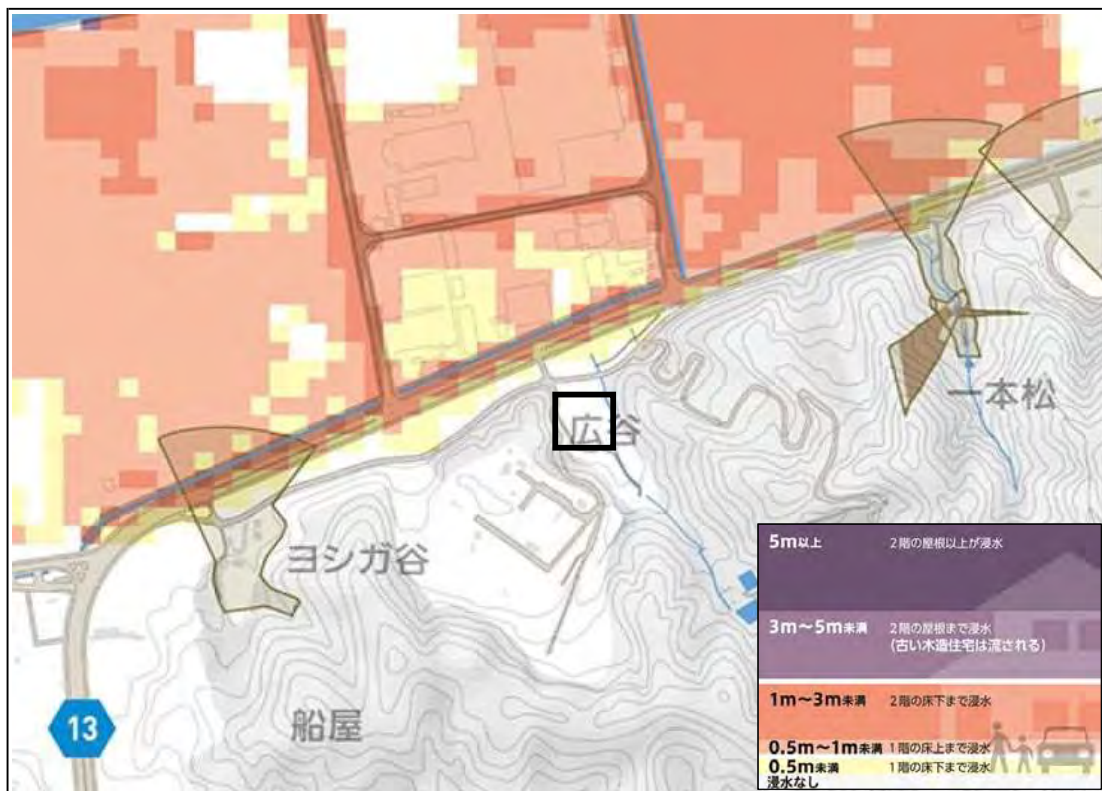 広谷
一本松
ヨシガ谷
船屋
13
5m以上 2階の屋根以上が浸水
3m～5m未満 2階の屋根まで浸水
(古い木造住宅は流される)
1m～3m未満 2階の床下まで浸水
0.5m～1m未満 1階の床上まで浸水
0.5m未満 1階の床下まで浸水
浸水なし